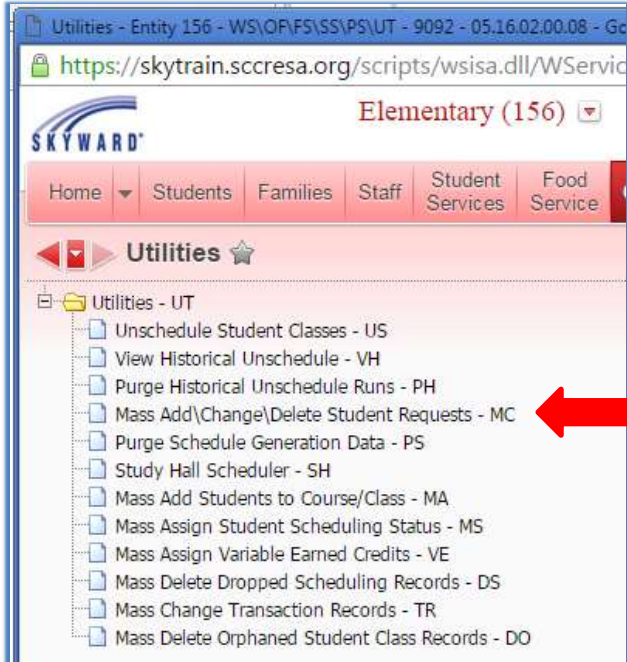 Utilities - Entity 156 - WS\OF\FS\SS\PS\UT - 9092 - 05.16.02.00.08 - Go
https://skytrain.sccresa.org/scripts/wsisa.dll/WServic
SKYWARD
Elementary (156)
Home Students Families Staff Student Services Food Service
Utilities
Utilities - UT
Unschedule Student Classes - US
View Historical Unschedule - VH
Purge Historical Unschedule Runs - PH
Mass Add\Change\Delete Student Requests - MC
Purge Schedule Generation Data - PS
Study Hall Scheduler - SH
Mass Add Students to Course/Class - MA
Mass Assign Student Scheduling Status - MS
Mass Assign Variable Earned Credits - VE
Mass Delete Dropped Scheduling Records - DS
Mass Change Transaction Records - TR
Mass Delete Orphaned Student Class Records - DO